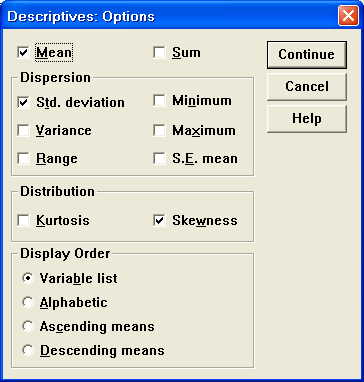 Descriptives: Options
Mean
Sum
Continue
Cancel
Help
Dispersion
Std. deviation
Minimum
Variance
Maximum
Range
S.E. mean
Distribution
Kurtosis
Skewness
Display Order
Variable list
Alphabetic
Ascending means
Descending means